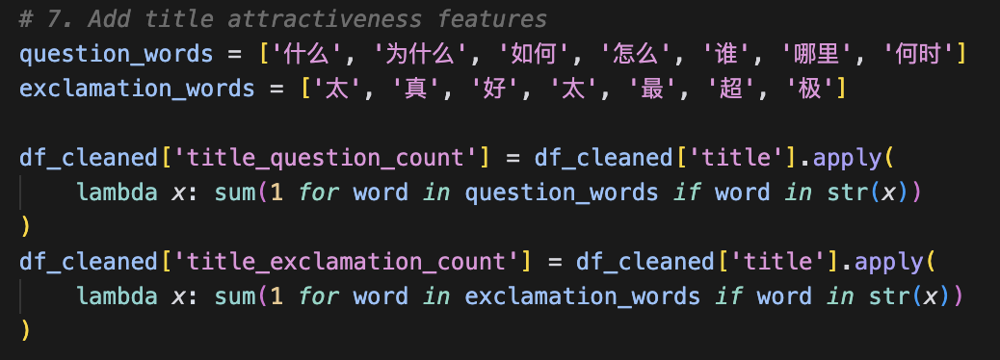 # 7. Add title attractiveness features
question_words = ['什么', '为什么', '如何', '怎么', '谁', '哪里', '何时']
exclamation_words = ['太', '真', '好', '太', '最', '超', '极']

df_cleaned['title_question_count'] = df_cleaned['title'].apply(
    lambda x: sum(1 for word in question_words if word in str(x))
)
df_cleaned['title_exclamation_count'] = df_cleaned['title'].apply(
    lambda x: sum(1 for word in exclamation_words if word in str(x))
)